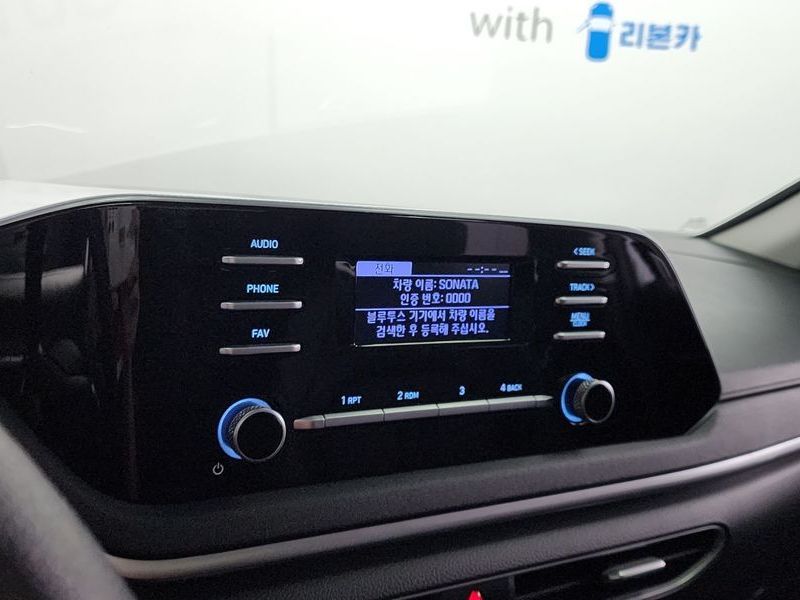 with 리본카
AUDIO
PHONE
FAV
전화
--:--
차량 이름: SONATA
인증 번호: 0000
블루투스 기기에서 차량 이름을
검색한 후 등록해 주십시오.
< SEEK
TRACK >
MENU
1 RPT
2 RDM
3
4 BACK